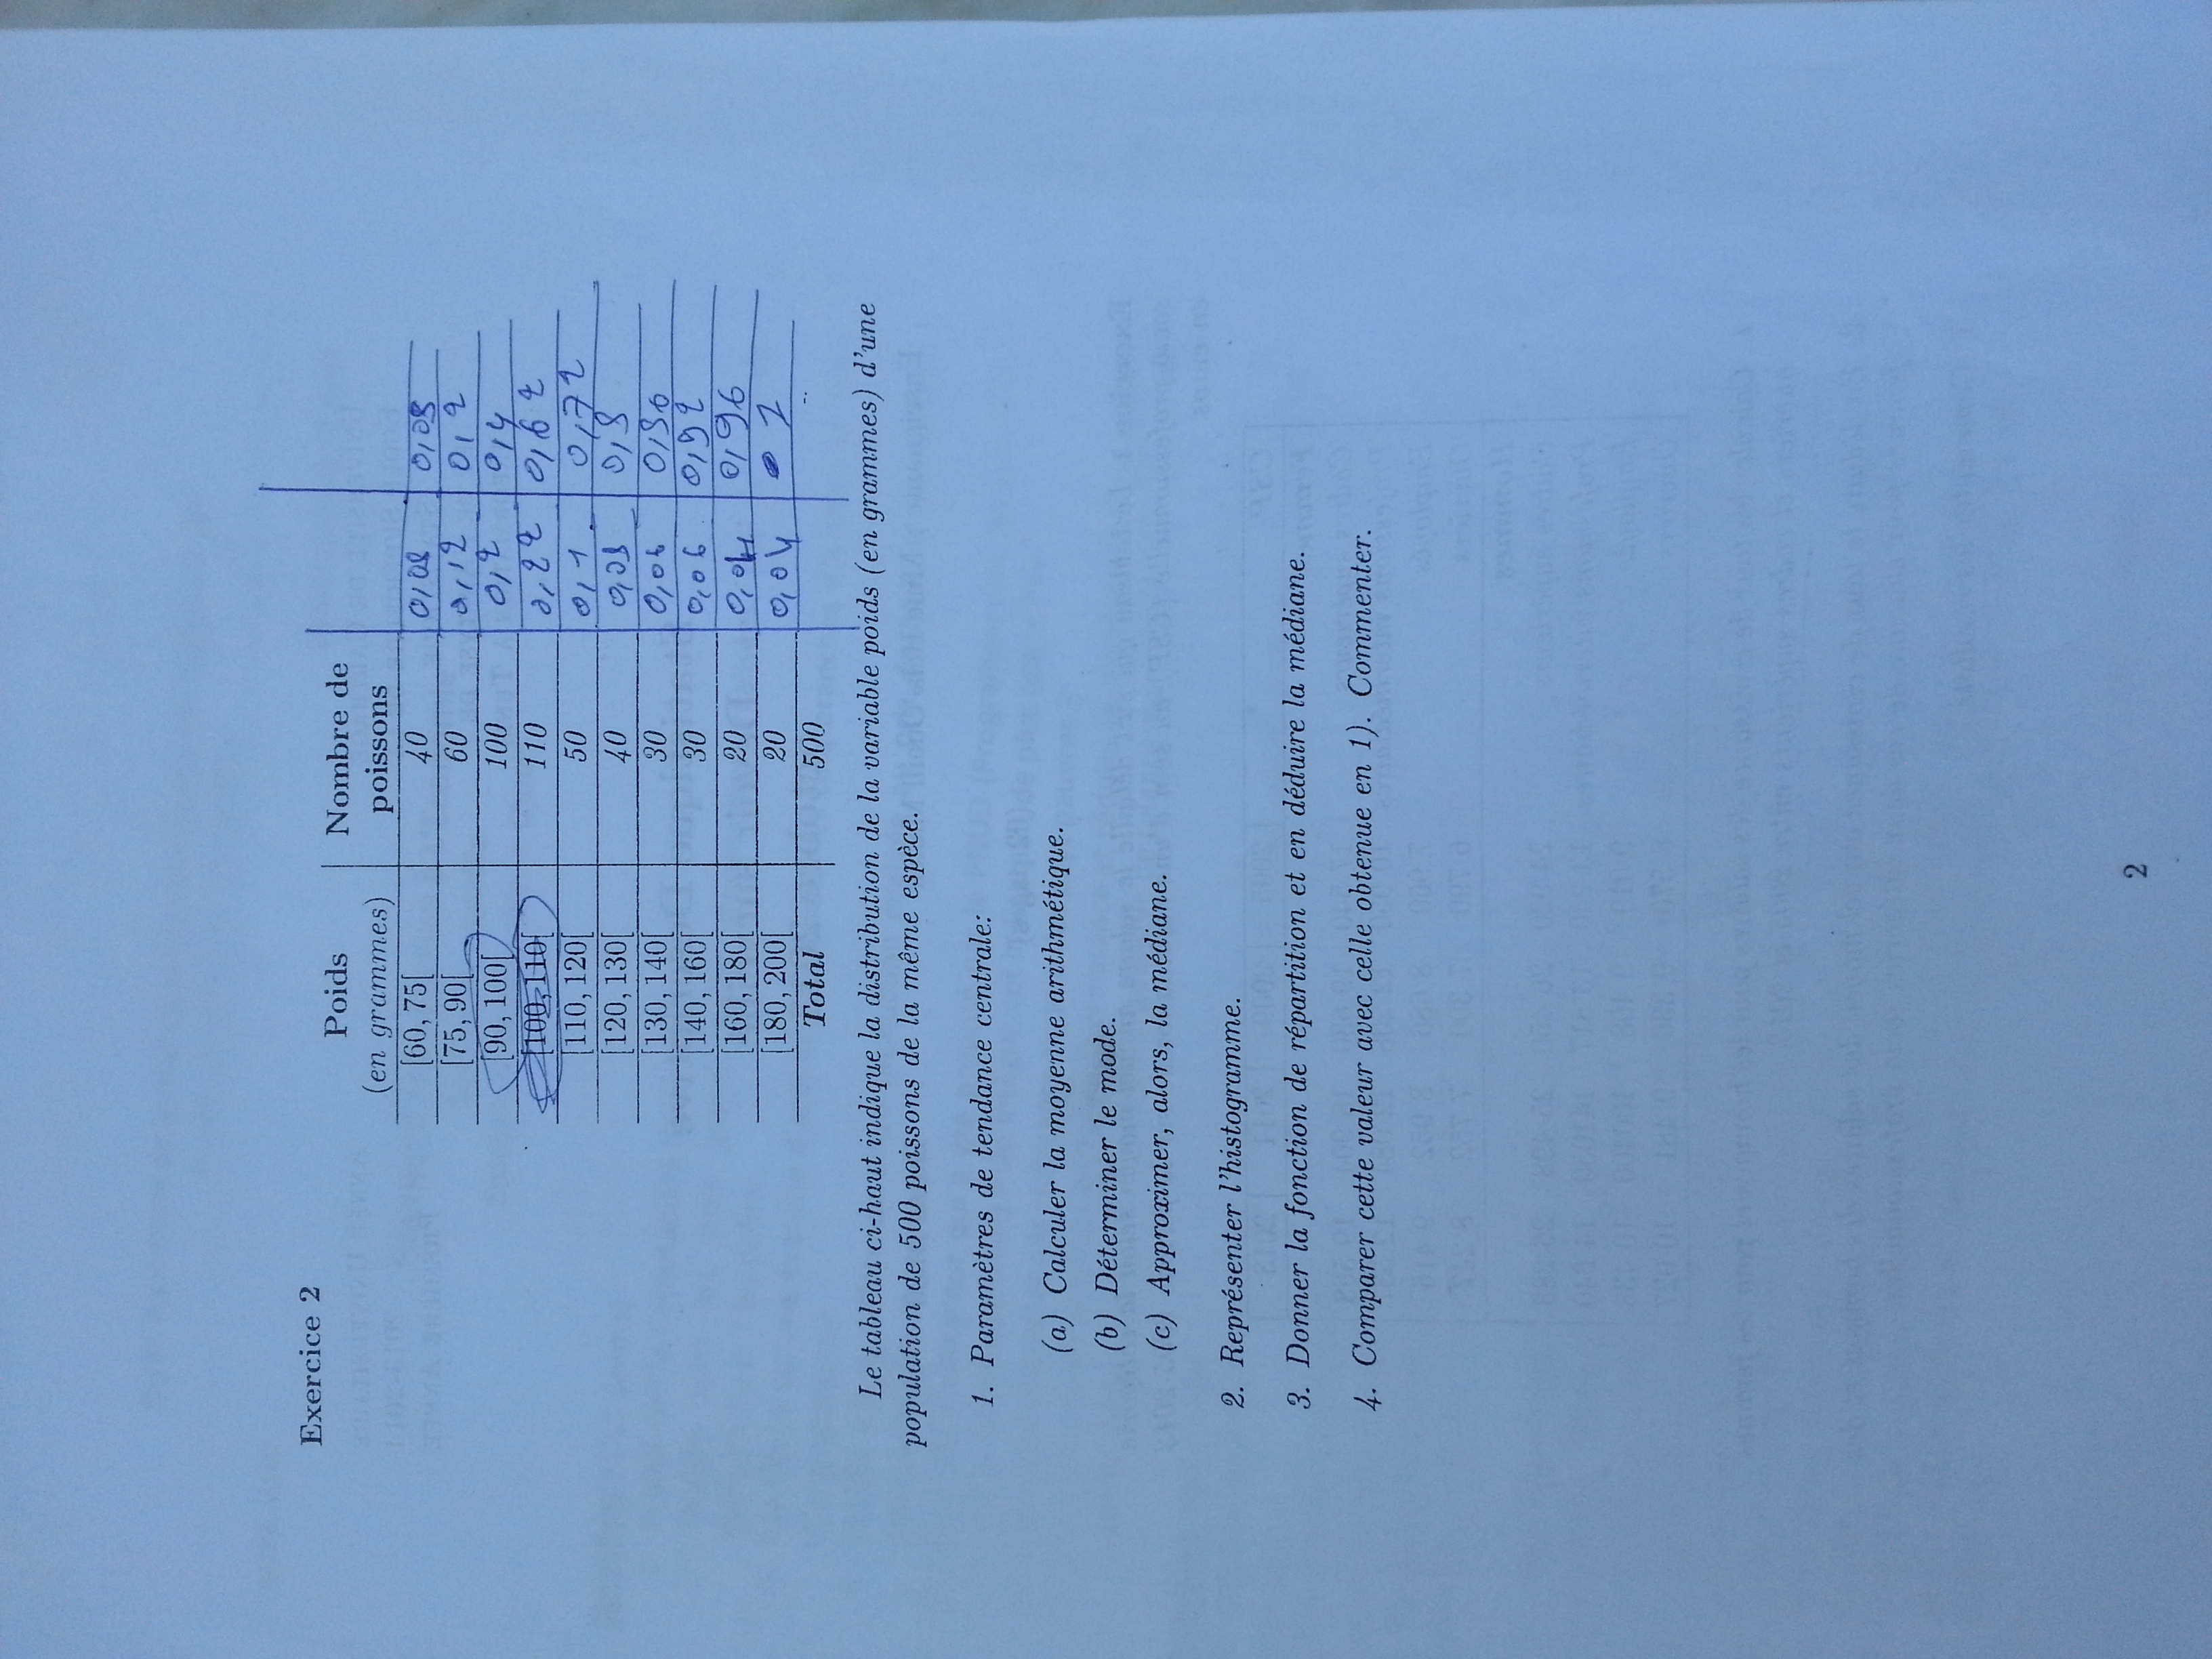 Exercice 2
Poids Nombre de
(en grammes) poissons
[60, 75[ 40 0,08 0,08
[75, 90[ 60 0,12 0,2
[90, 100[ 100 0,2 0,4
[100, 110[ 110 0,22 0,62
[110, 120[ 50 0,1 0,72
[120, 130[ 40 0,08 0,8
[130, 140[ 30 0,06 0,86
[140, 160[ 30 0,06 0,92
[160, 180[ 20 0,04 0,96
[180, 200[ 20 0,04 1
Total 500
Le tableau ci-haut indique la distribution de la variable poids (en grammes) d'une
population de 500 poissons de la même espèce.
1. Paramètres de tendance centrale:
(a) Calculer la moyenne arithmétique.
(b) Déterminer le mode.
(c) Approximer, alors, la médiane.
2. Représenter l'histogramme.
3. Donner la fonction de répartition et en déduire la médiane.
4. Comparer cette valeur avec celle obtenue en 1). Commenter.
2